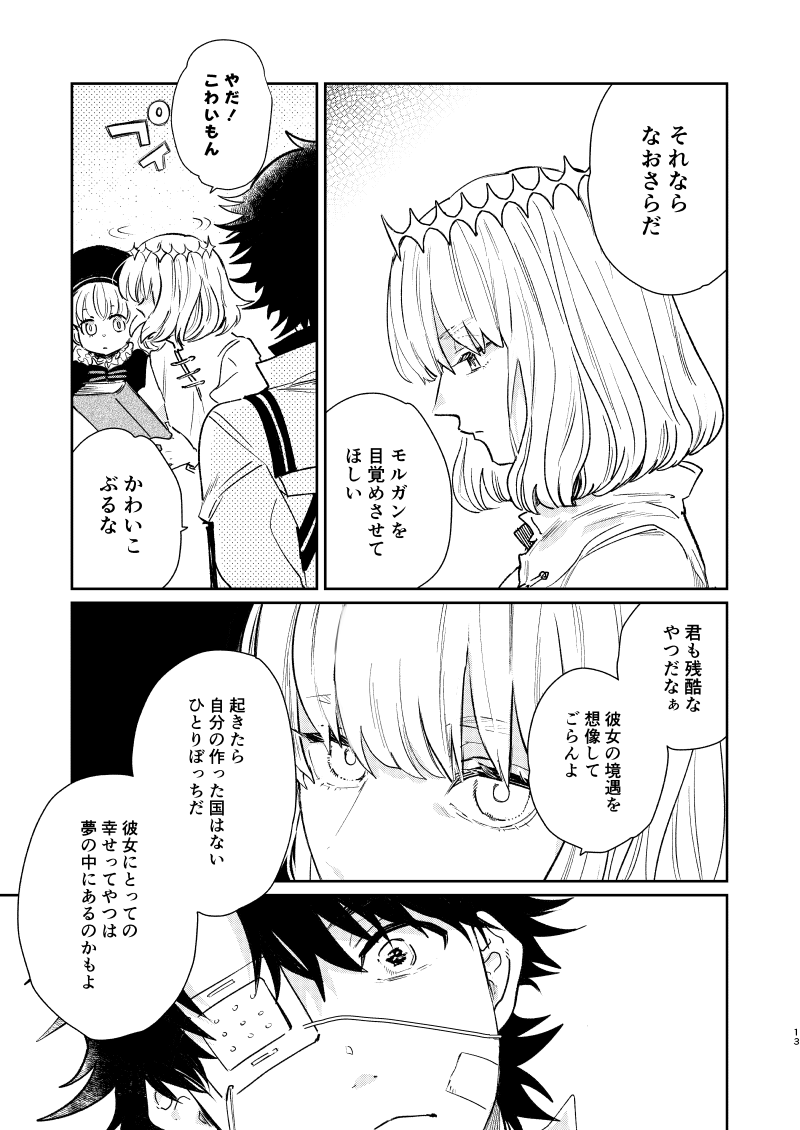 それなら
なおさらだ
モルガンを
目覚めさせて
ほしい
やだ！
こわいもん
プイ
かわいこ
ぶるな
君も残酷な
やつだなぁ
彼女の境遇を
想像して
ごらんよ
起きたら
自分の作った国はない
ひとりぼっちだ
彼女にとっての
幸せってやつは
夢の中にあるのかもよ
13